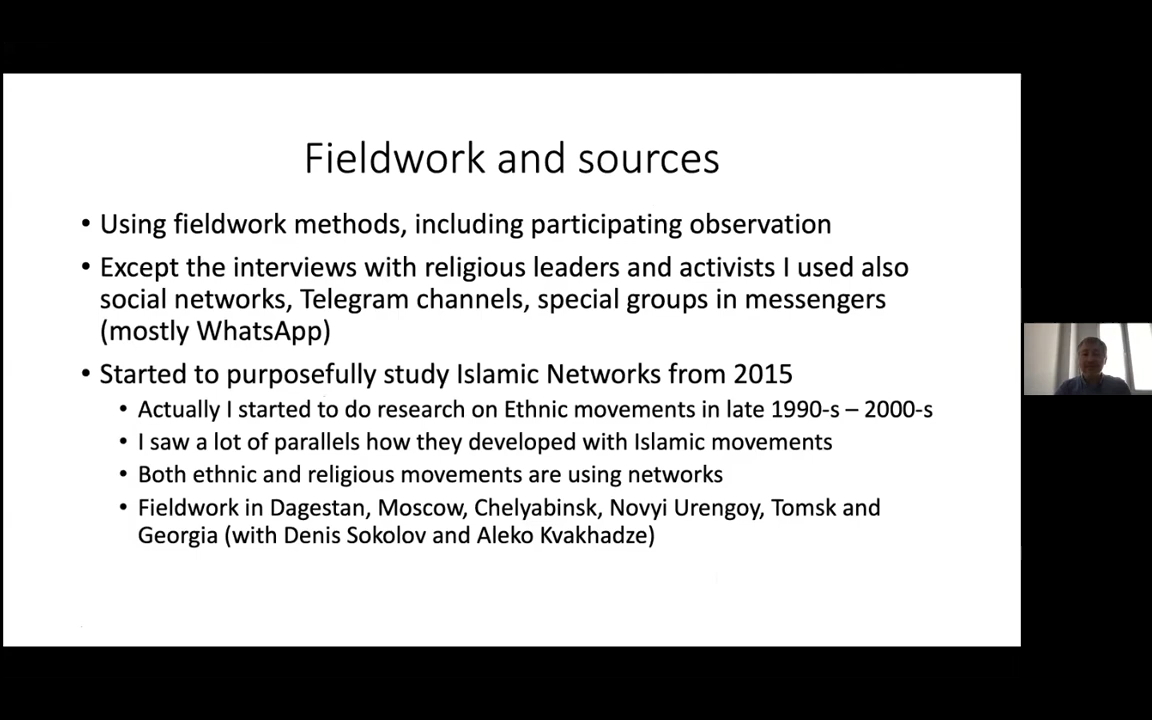 Fieldwork and sources
• Using fieldwork methods, including participating observation
• Except the interviews with religious leaders and activists I used also
social networks, Telegram channels, special groups in messengers
(mostly WhatsApp)
• Started to purposefully study Islamic Networks from 2015
• Actually I started to do research on Ethnic movements in late 1990-s – 2000-s
• I saw a lot of parallels how they developed with Islamic movements
• Both ethnic and religious movements are using networks
• Fieldwork in Dagestan, Moscow, Chelyabinsk, Novyi Urengoy, Tomsk and
Georgia (with Denis Sokolov and Aleko Kvakhadze)